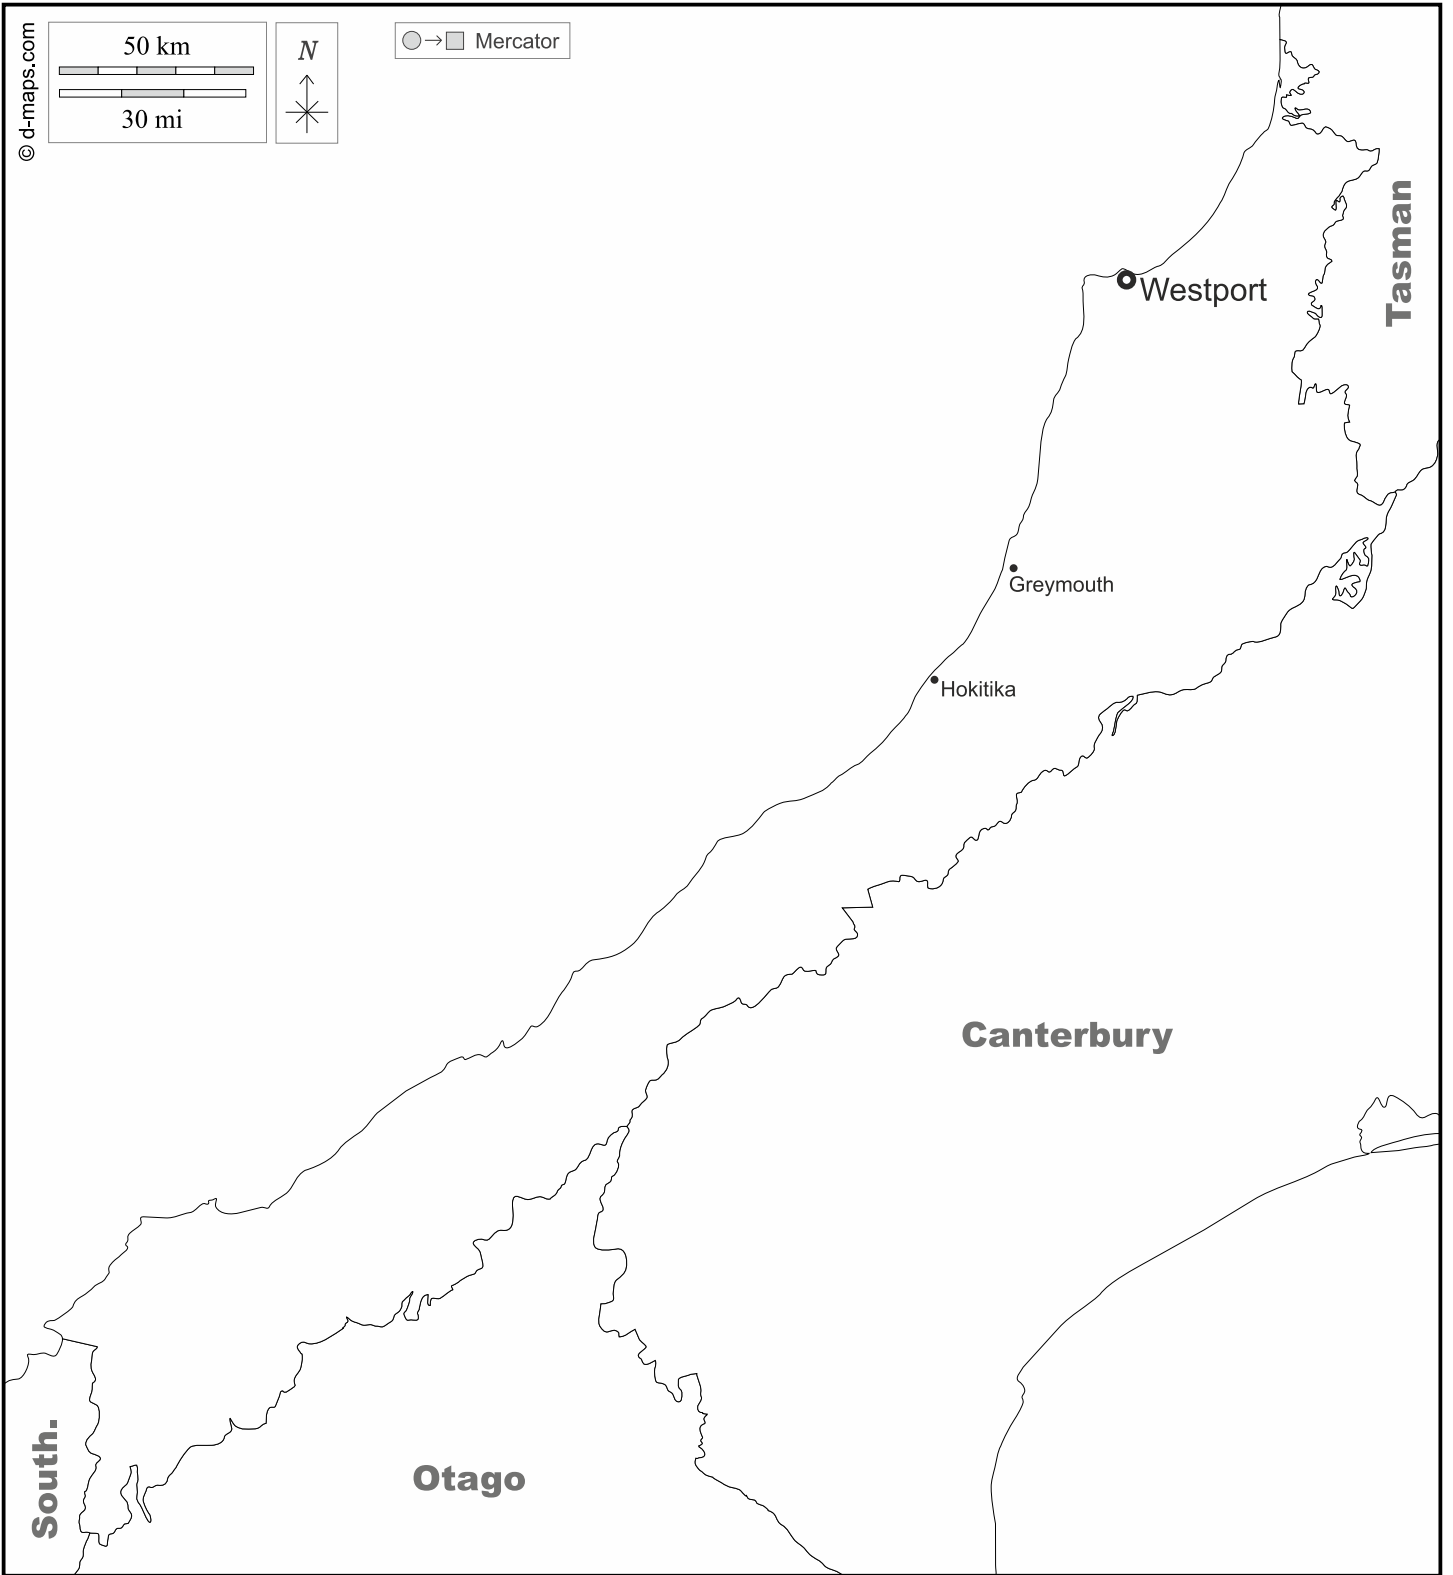 © d-maps.com
50 km
30 mi
N
Mercator
Tasman
Westport
Greymouth
Hokitika
Canterbury
South.
Otago